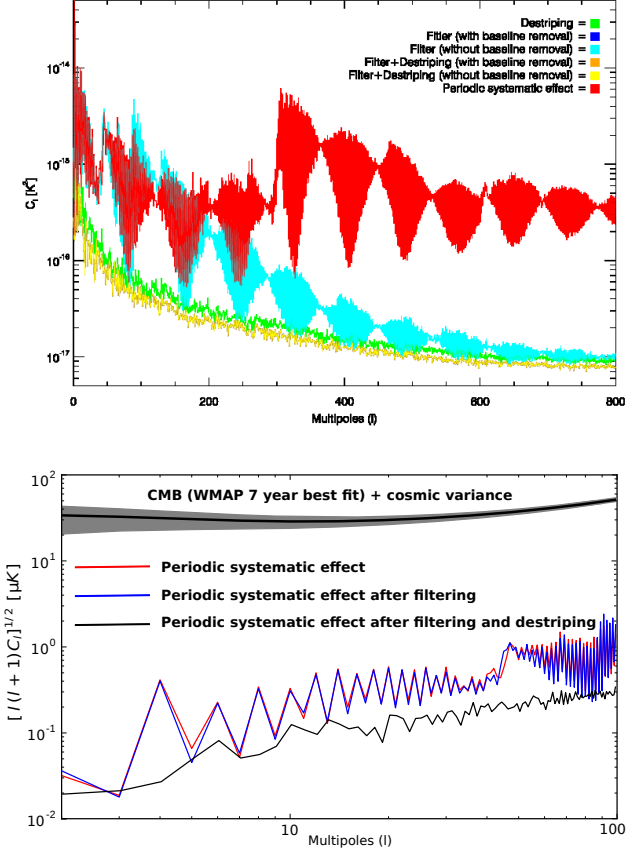 Destriping =
Fitler (with baseline removal) =
Filter (without baseline removal) =
Filter+Destriping (with baseline removal) =
Filter+Destriping (without baseline removal) =
Periodic systematic effect =
10⁻¹⁴
10⁻¹⁵
10⁻¹⁶
10⁻¹⁷
Cₗ [K²]
0 200 400 600 800
Multipoles (l)
10²
10¹
10⁰
10⁻¹
10⁻²
[ l (l + 1) Cₗ]¹ᐟ² [ μK ]
CMB (WMAP 7 year best fit) + cosmic variance
Periodic systematic effect
Periodic systematic effect after filtering
Periodic systematic effect after filtering and destriping
10 100
Multipoles (l)